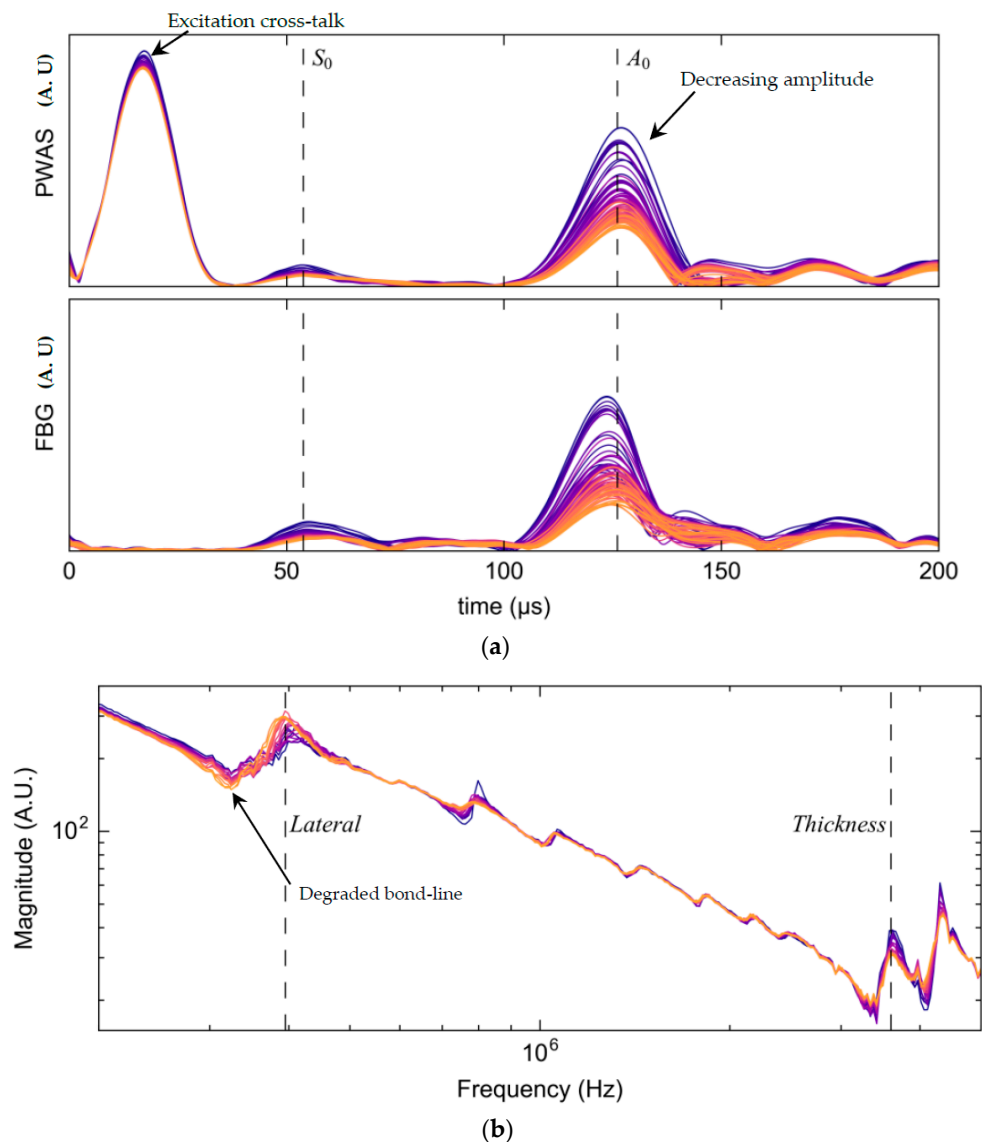 Excitation cross-talk
S0
A0
Decreasing amplitude
PWAS (A. U)
FBG (A. U)
0 50 100 150 200
time (µs)
(a)
Magnitude (A.U.)
10^2
Lateral
Thickness
Degraded bond-line
10^6
Frequency (Hz)
(b)